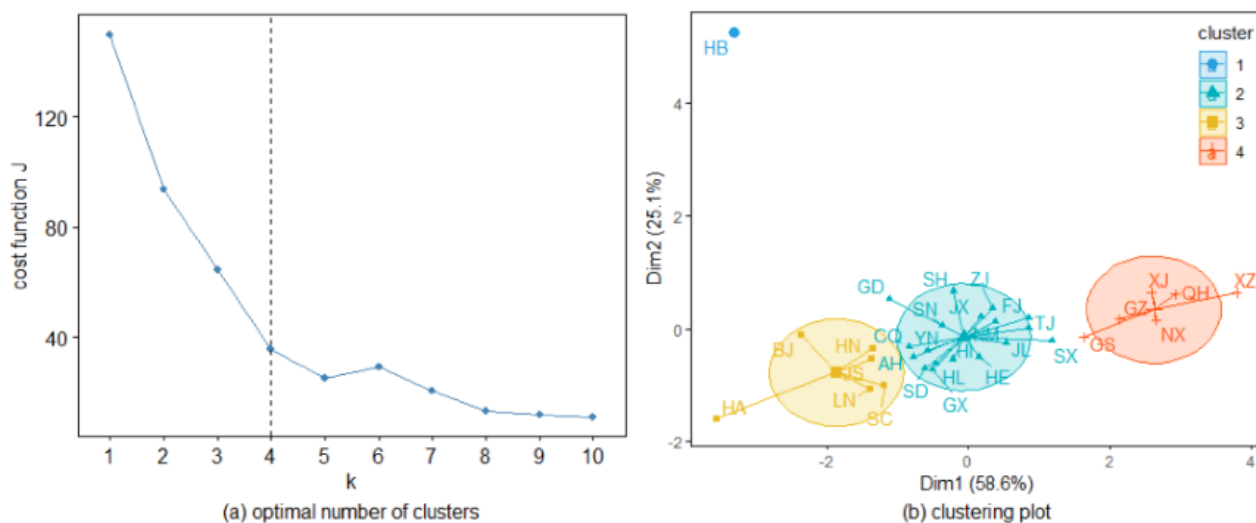 120
80
40
cost function J
1 2 3 4 5 6 7 8 9 10
k
(a) optimal number of clusters
HB
cluster
1
2
3
4
4
2
0
-2
Dim2 (25.1%)
SH ZJ
GD
SN JX FJ
TJ
CQ YN NM
AH HI JL SX
SD HL HE
GX
BJ HN
JS
HA LN
SC
XJ QH XZ
GZ
GS NX
-2 0 2 4
Dim1 (58.6%)
(b) clustering plot